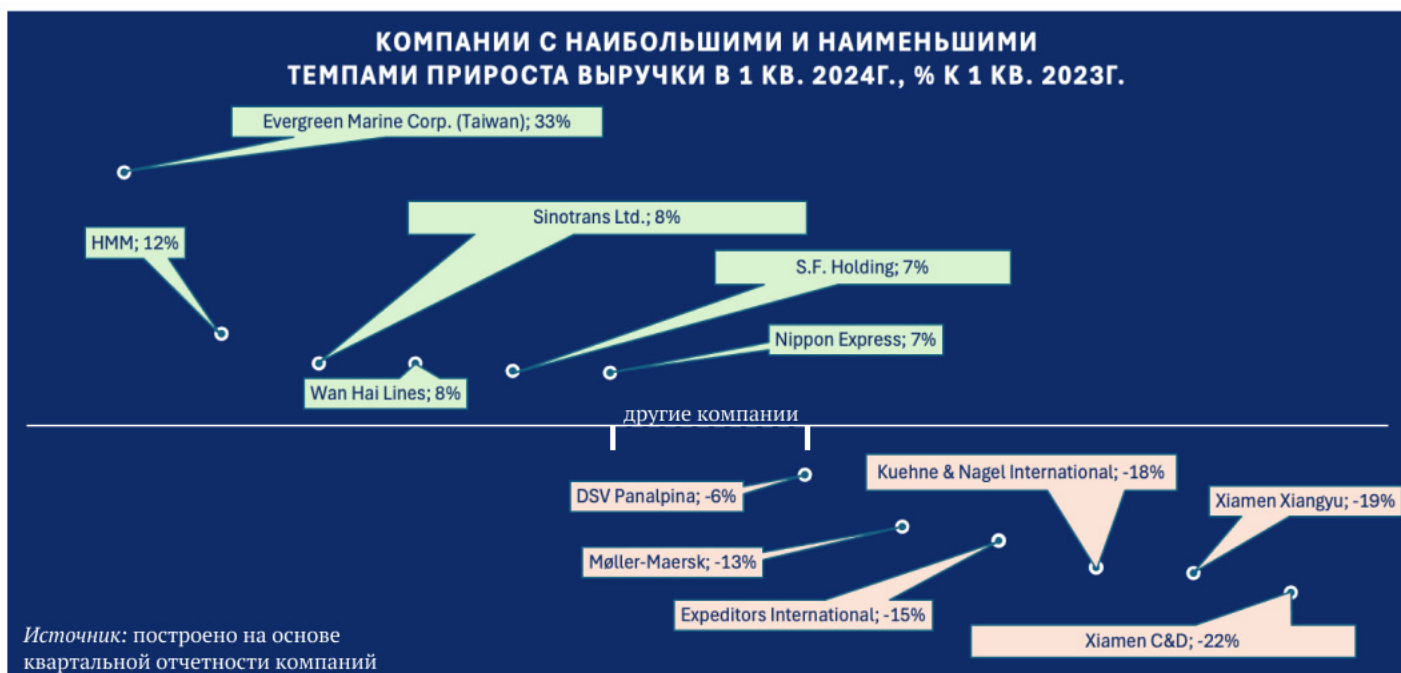 КОМПАНИИ С НАИБОЛЬШИМИ И НАИМЕНЬШИМИ
ТЕМПАМИ ПРИРОСТА ВЫРУЧКИ В 1 КВ. 2024Г., % К 1 КВ. 2023Г.
Evergreen Marine Corp. (Taiwan); 33%
Sinotrans Ltd.; 8%
HMM; 12%
S.F. Holding; 7%
Nippon Express; 7%
Wan Hai Lines; 8%
другие компании
Kuehne & Nagel International; -18%
DSV Panalpina; -6%
Xiamen Xiangyu; -19%
Møller-Maersk; -13%
Expeditors International; -15%
Xiamen C&D; -22%
Источник: построено на основе
квартальной отчетности компаний